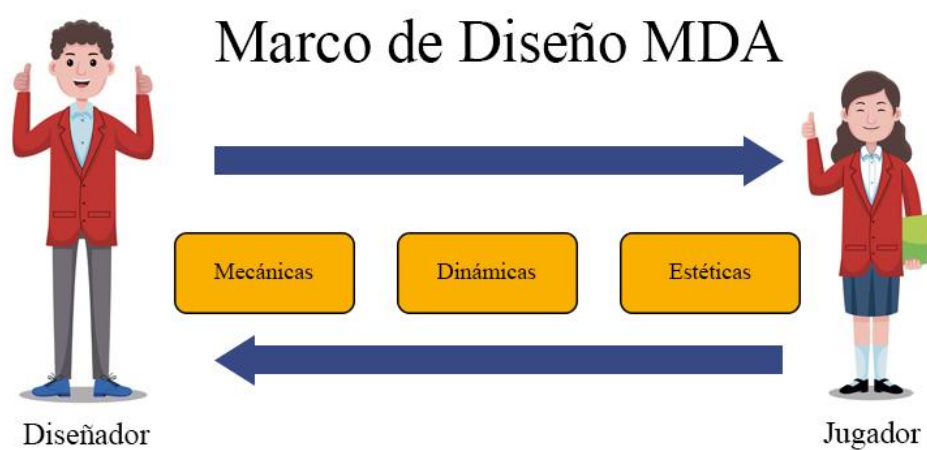 Marco de Diseño MDA
Mecánicas
Dinámicas
Estéticas
Diseñador
Jugador